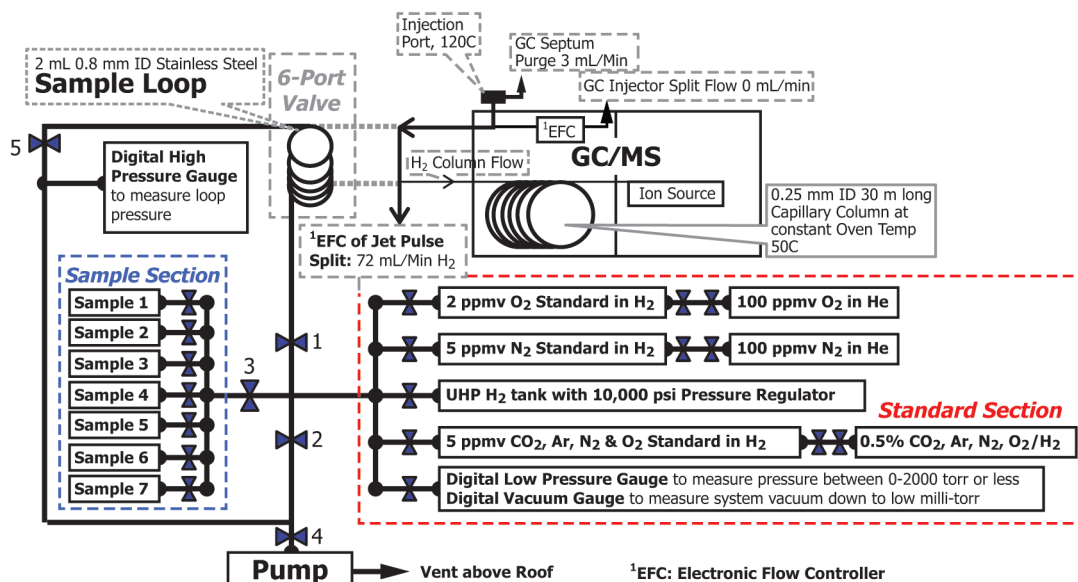 2 mL 0.8 mm ID Stainless Steel
Sample Loop
6-Port
Valve
Injection
Port, 120C
GC Septum
Purge 3 mL/Min
GC Injector Split Flow 0 mL/min
¹EFC
GC/MS
H₂ Column Flow
Ion Source
0.25 mm ID 30 m long
Capillary Column at
constant Oven Temp
50C
5
Digital High
Pressure Gauge
to measure loop
pressure
¹EFC of Jet Pulse
Split: 72 mL/Min H₂
Sample Section
Sample 1
Sample 2
Sample 3
Sample 4
Sample 5
Sample 6
Sample 7
3
1
2
4
2 ppmv O₂ Standard in H₂
100 ppmv O₂ in He
5 ppmv N₂ Standard in H₂
100 ppmv N₂ in He
UHP H₂ tank with 10,000 psi Pressure Regulator
Standard Section
5 ppmv CO₂, Ar, N₂ & O₂ Standard in H₂
0.5% CO₂, Ar, N₂, O₂/H₂
Digital Low Pressure Gauge to measure pressure between 0-2000 torr or less
Digital Vacuum Gauge to measure system vacuum down to low milli-torr
Pump
Vent above Roof
¹EFC: Electronic Flow Controller